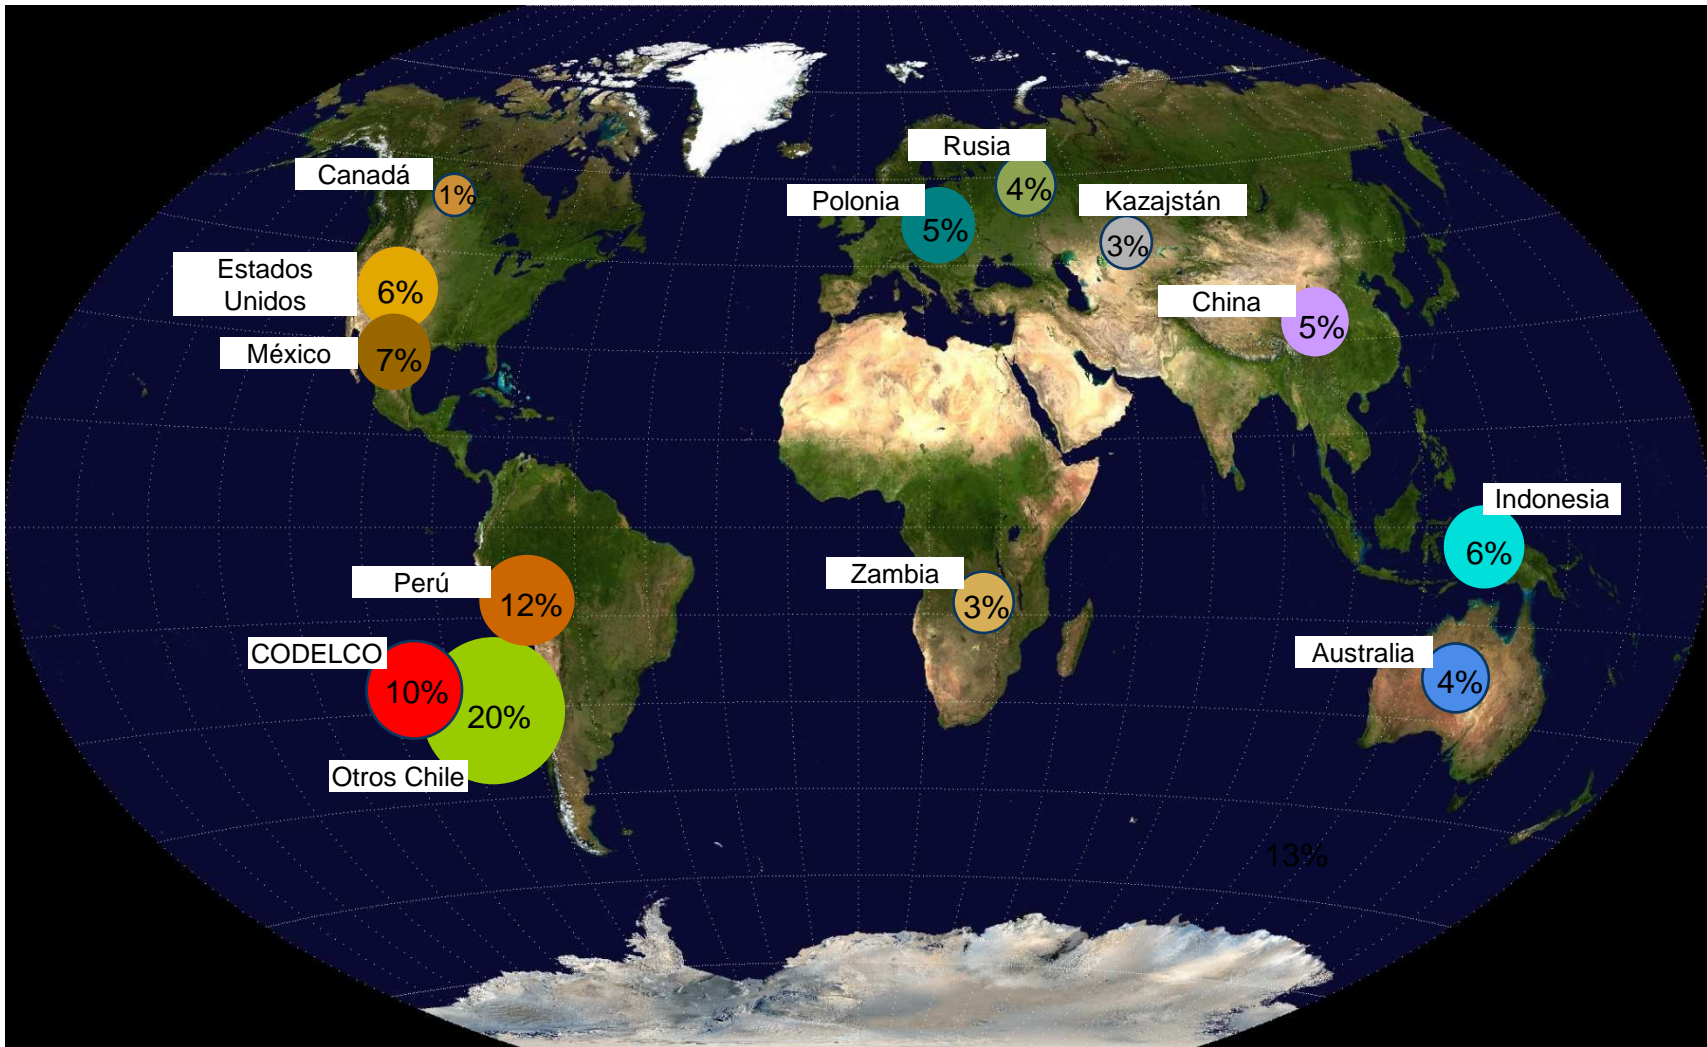 Rusia
4%
Canadá
1%
Polonia
5%
Kazajstán
3%
Estados
Unidos
6%
China
5%
México
7%
Indonesia
6%
Perú
12%
Zambia
3%
CODELCO
10%
Australia
4%
20%
Otros Chile
13%